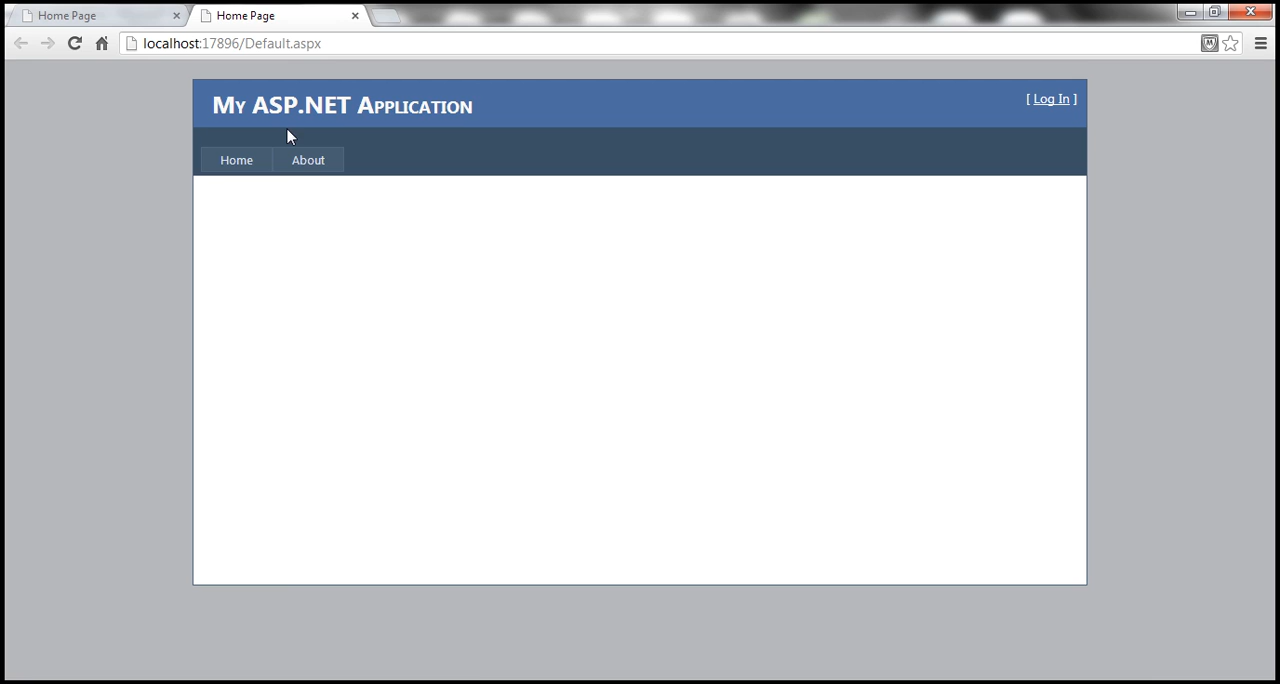 Home Page
Home Page
localhost:17896/Default.aspx
My ASP.NET Application
[ Log In ]
Home
About